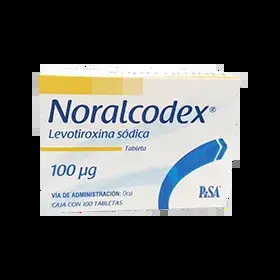 Noralcodex®
Levotiroxina sódica
Tableta
100 µg
VÍA DE ADMINISTRACIÓN: Oral
CAJA CON 100 TABLETAS
PiSA®